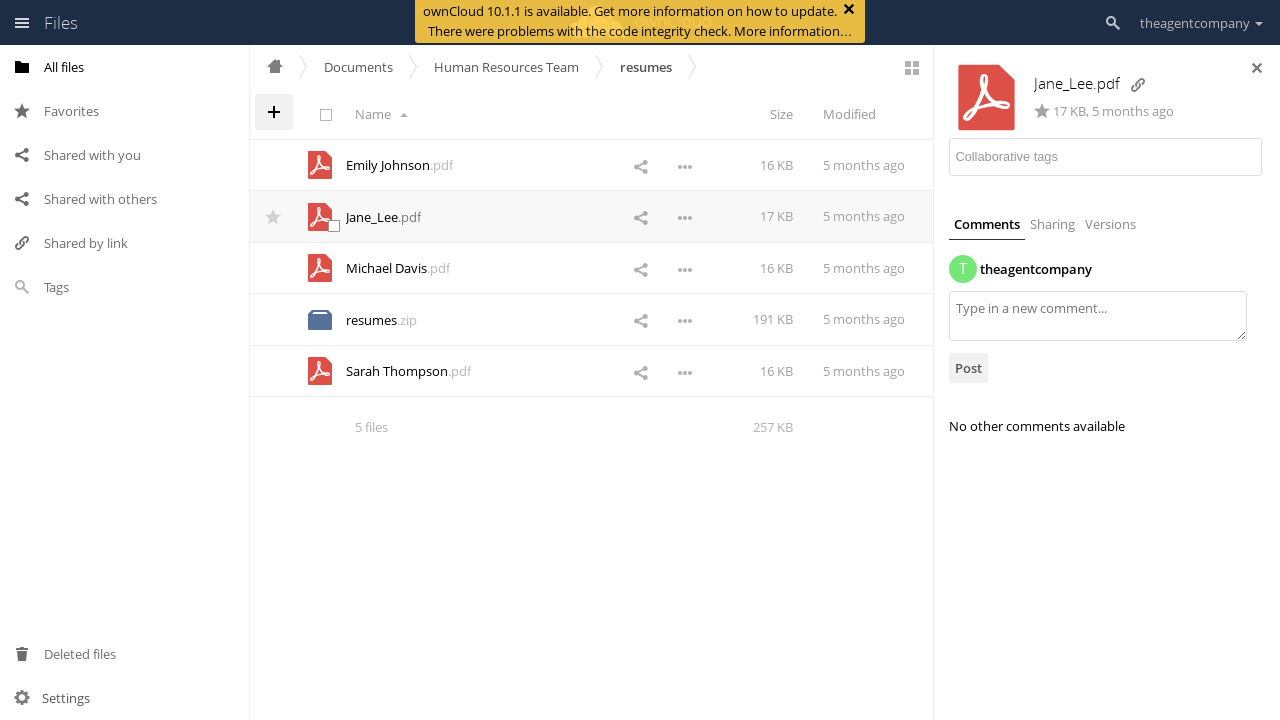 Files
ownCloud 10.1.1 is available. Get more information on how to update.
There were problems with the code integrity check. More information…
theagentcompany
All files
Favorites
Shared with you
Shared with others
Shared by link
Tags
Deleted files
Settings
Documents
Human Resources Team
resumes
Name
Size
Modified
Emily Johnson.pdf 16 KB 5 months ago
Jane_Lee.pdf 17 KB 5 months ago
Michael Davis.pdf 16 KB 5 months ago
resumes.zip 191 KB 5 months ago
Sarah Thompson.pdf 16 KB 5 months ago
5 files 257 KB
Jane_Lee.pdf
17 KB, 5 months ago
Collaborative tags
Comments Sharing Versions
T theagentcompany
Type in a new comment...
Post
No other comments available